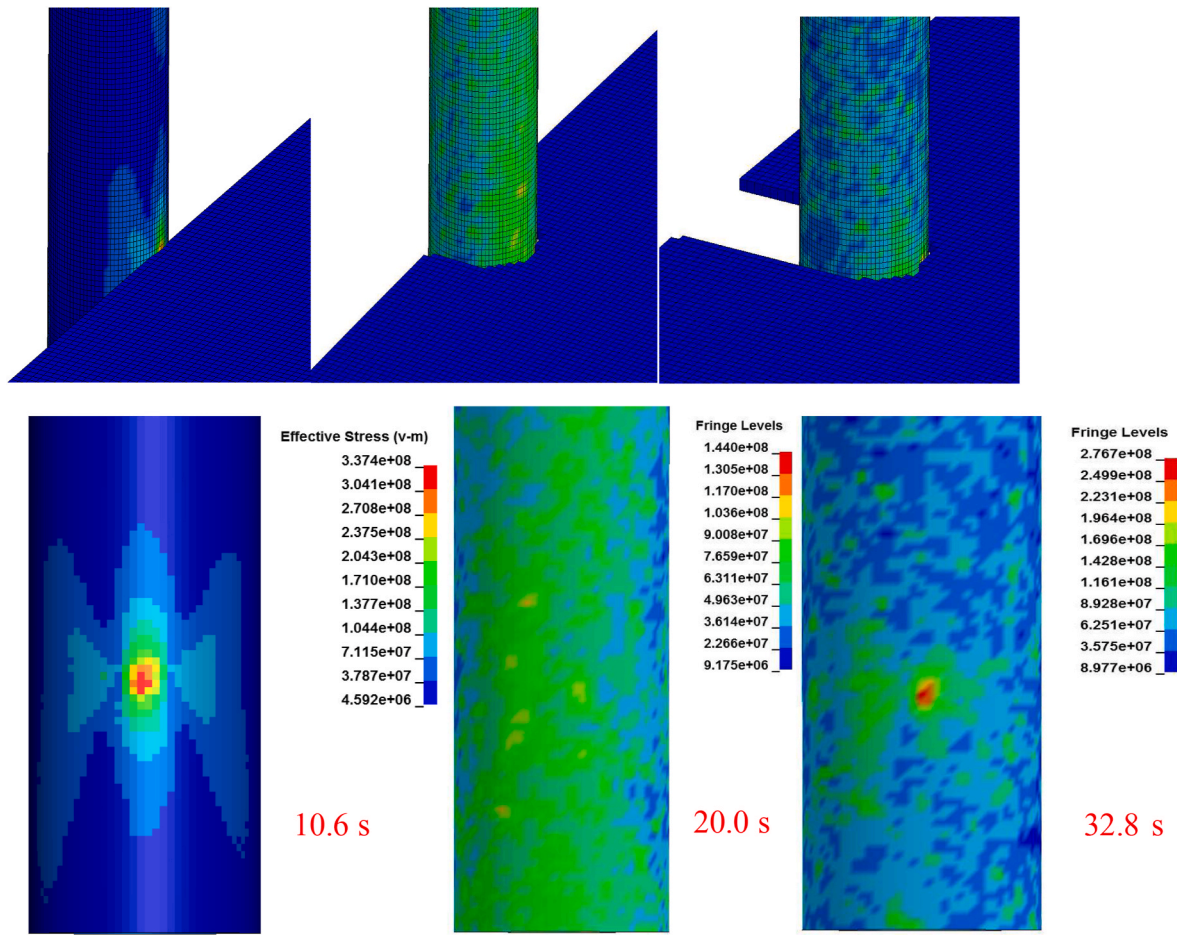 Effective Stress (v-m)
3.374e+08
3.041e+08
2.708e+08
2.375e+08
2.043e+08
1.710e+08
1.377e+08
1.044e+08
7.115e+07
3.787e+07
4.592e+06
10.6 s
Fringe Levels
1.440e+08
1.305e+08
1.170e+08
1.036e+08
9.008e+07
7.659e+07
6.311e+07
4.963e+07
3.614e+07
2.266e+07
9.175e+06
20.0 s
Fringe Levels
2.767e+08
2.499e+08
2.231e+08
1.964e+08
1.696e+08
1.428e+08
1.161e+08
8.928e+07
6.251e+07
3.575e+07
8.977e+06
32.8 s